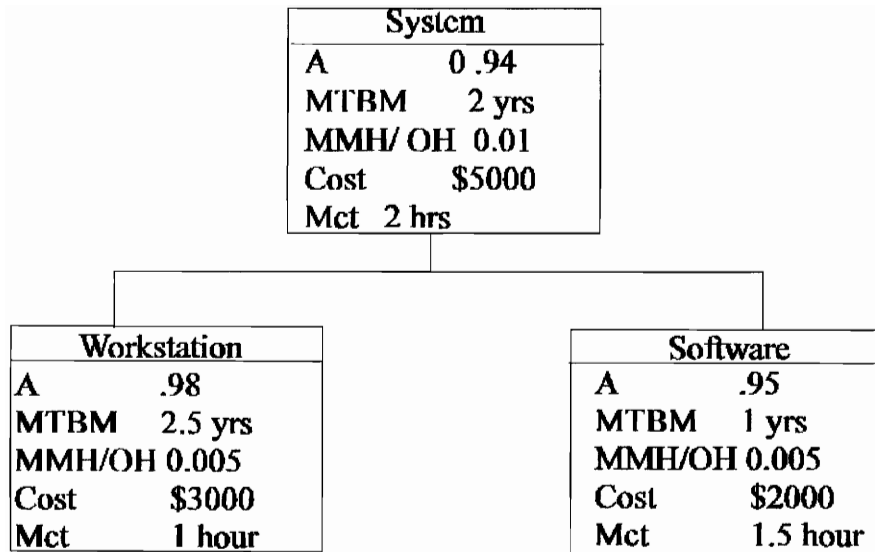 System
A 0 .94
MTBM 2 yrs
MMH/ OH 0.01
Cost $5000
Mct 2 hrs
Workstation
A .98
MTBM 2.5 yrs
MMH/OH 0.005
Cost $3000
Mct 1 hour
Software
A .95
MTBM 1 yrs
MMH/OH 0.005
Cost $2000
Mct 1.5 hour